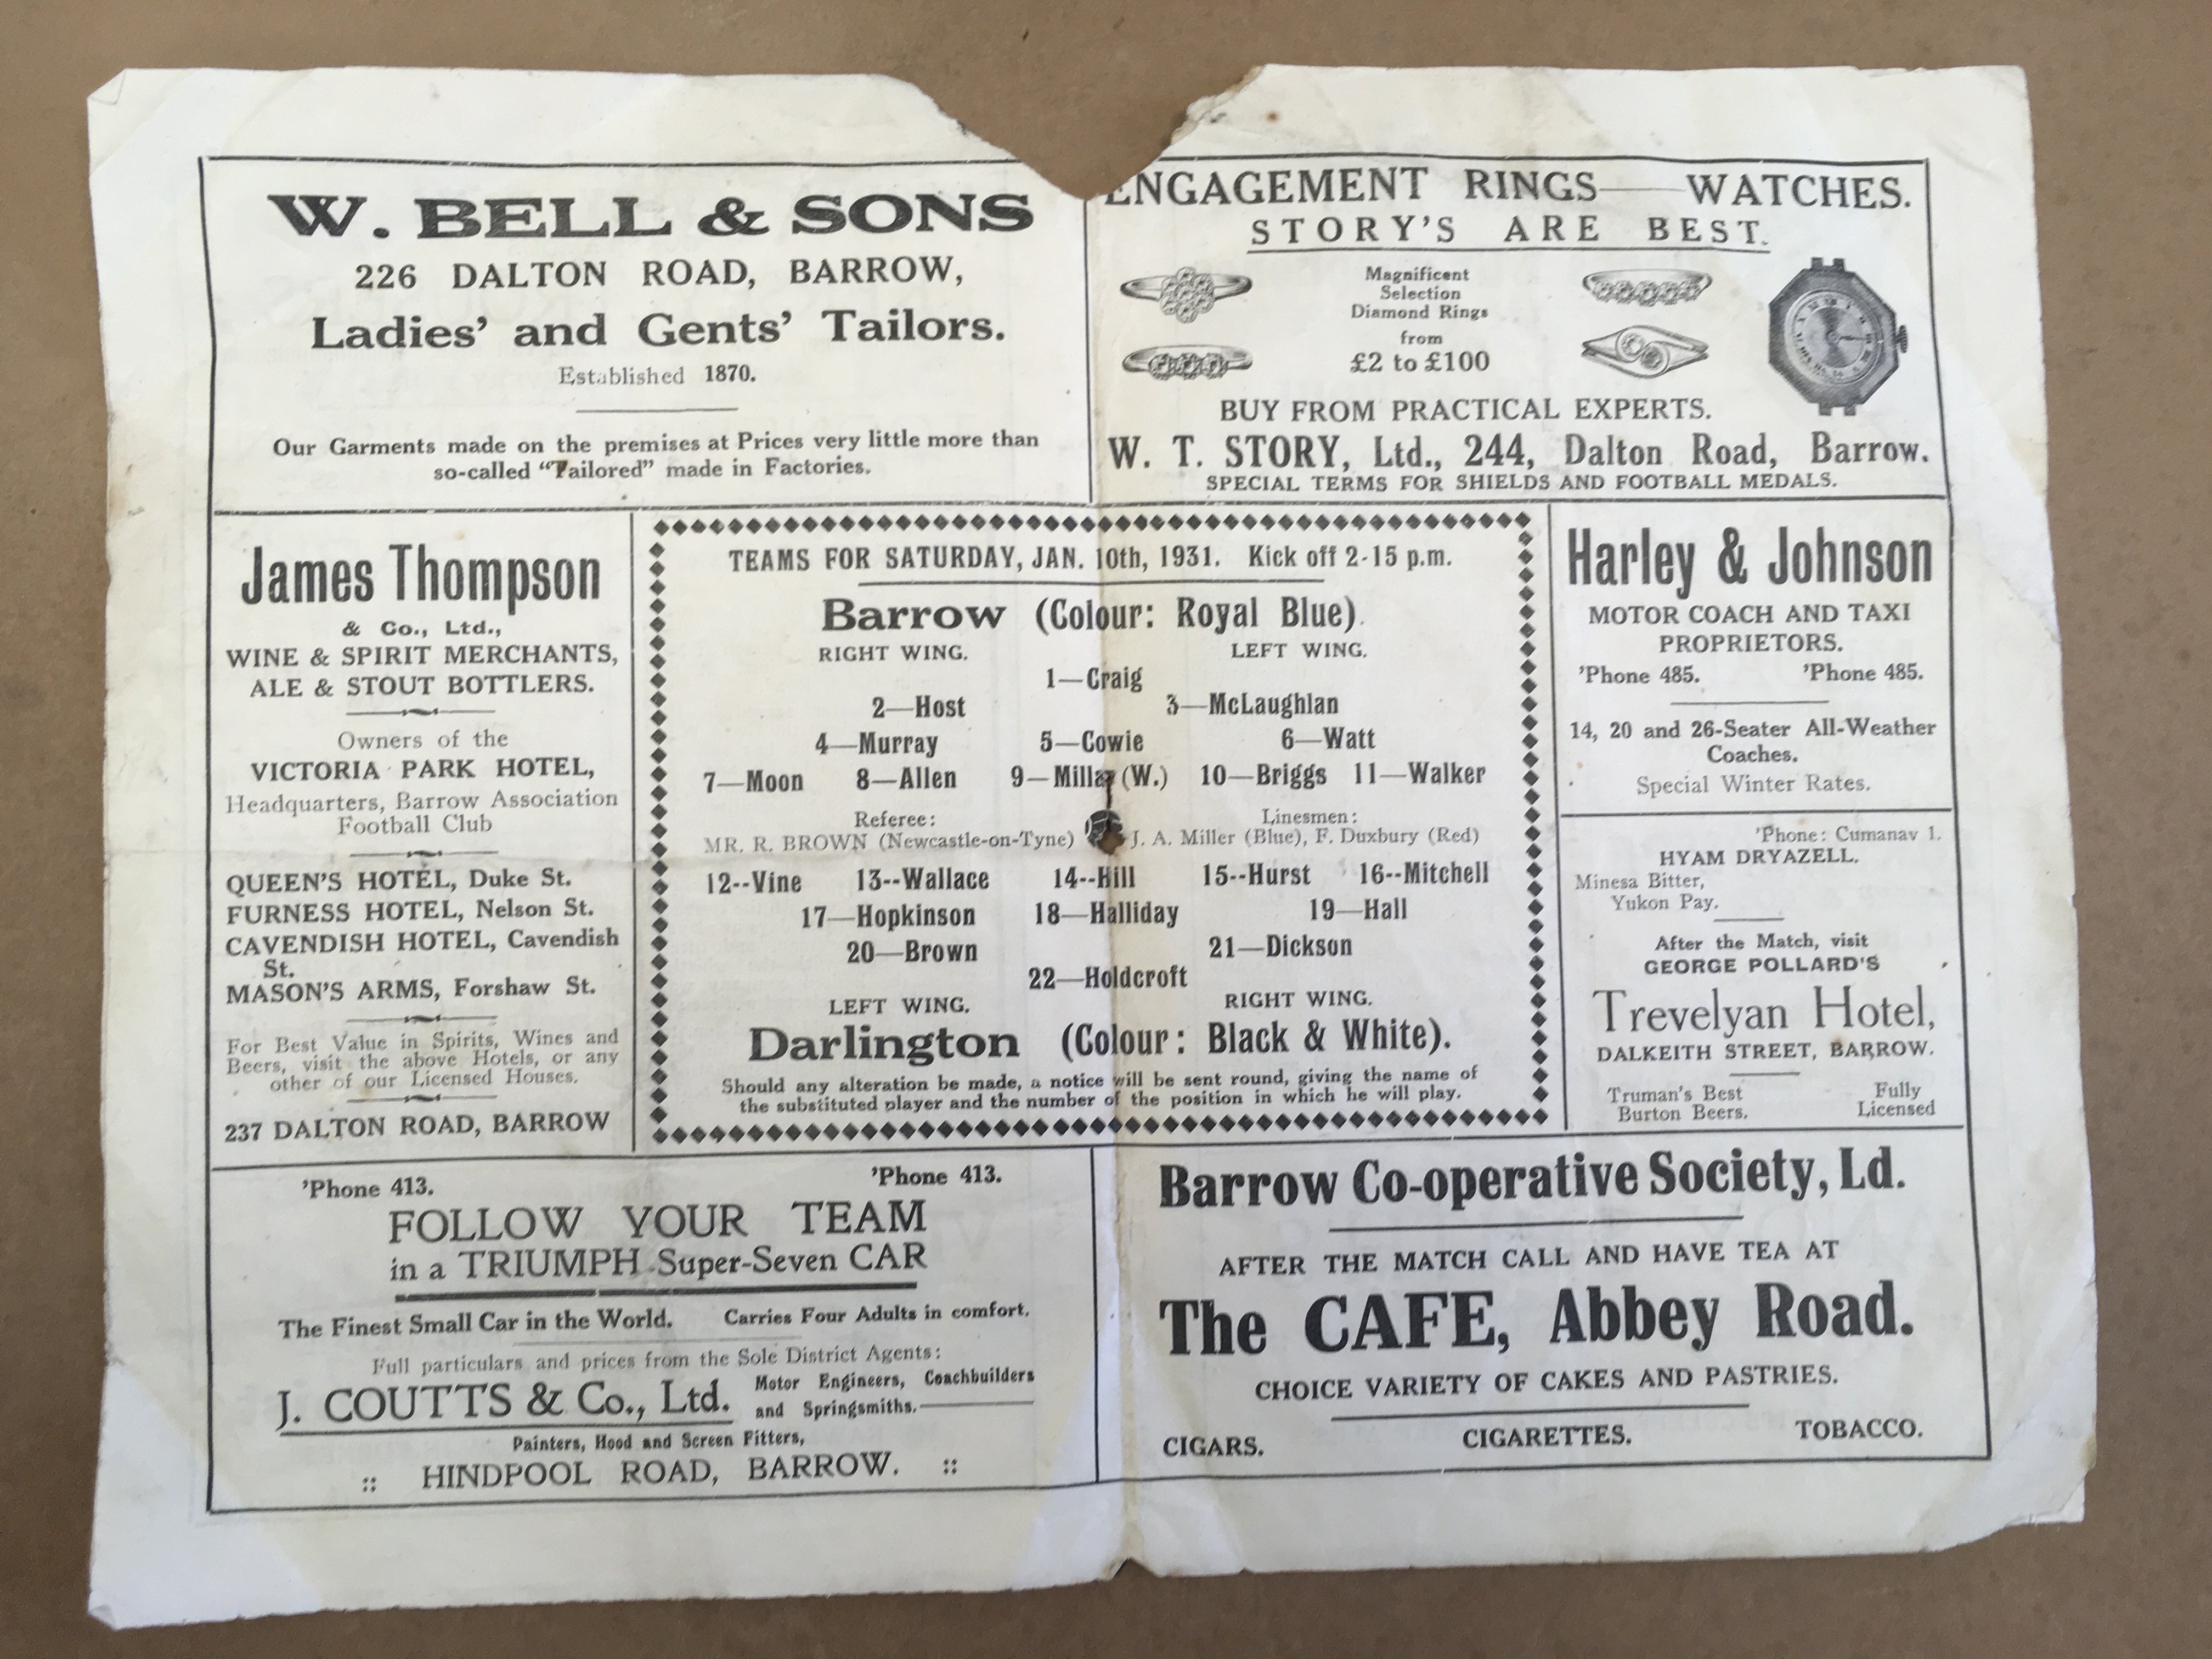 W. BELL & SONS
226 DALTON ROAD, BARROW,
Ladies' and Gents' Tailors.
Established 1870.
Our Garments made on the premises at Prices very little more than
so-called "Tailored" made in Factories.
ENGAGEMENT RINGS—WATCHES.
STORY'S ARE BEST.
Magnificent
Selection
Diamond Rings
from
£2 to £100
BUY FROM PRACTICAL EXPERTS.
W. T. STORY, Ltd., 244, Dalton Road, Barrow.
SPECIAL TERMS FOR SHIELDS AND FOOTBALL MEDALS.
James Thompson
& Co., Ltd.,
WINE & SPIRIT MERCHANTS,
ALE & STOUT BOTTLERS.
Owners of the
VICTORIA PARK HOTEL,
Headquarters, Barrow Association
Football Club
QUEEN'S HOTEL, Duke St.
FURNESS HOTEL, Nelson St.
CAVENDISH HOTEL, Cavendish
St.
MASON'S ARMS, Forshaw St.
For Best Value in Spirits, Wines and
Beers, visit the above Hotels, or any
other of our Licensed Houses.
237 DALTON ROAD, BARROW
TEAMS FOR SATURDAY, JAN. 10th, 1931. Kick off 2-15 p.m.
Barrow (Colour: Royal Blue).
RIGHT WING. LEFT WING.
1—Craig
2—Host 3—McLaughlan
4—Murray 5—Cowie 6—Watt
7—Moon 8—Allen 9—Millar (W.) 10—Briggs 11—Walker
Referee: Linesmen:
MR. R. BROWN (Newcastle-on-Tyne) J. A. Miller (Blue), F. Duxbury (Red)
12--Vine 13--Wallace 14--Hill 15--Hurst 16--Mitchell
17—Hopkinson 18—Halliday 19—Hall
20—Brown 21—Dickson
22—Holdcroft
LEFT WING. RIGHT WING.
Darlington (Colour: Black & White).
Should any alteration be made, a notice will be sent round, giving the name of
the substituted player and the number of the position in which he will play.
Harley & Johnson
MOTOR COACH AND TAXI
PROPRIETORS.
'Phone 485. 'Phone 485.
14, 20 and 26-Seater All-Weather
Coaches.
Special Winter Rates.
'Phone: Cumanav 1.
HYAM DRYAZELL.
Minesa Bitter,
Yukon Pay.
After the Match, visit
GEORGE POLLARD'S
Trevelyan Hotel,
DALKEITH STREET, BARROW.
Truman's Best Fully
Burton Beers. Licensed
'Phone 413. 'Phone 413.
FOLLOW YOUR TEAM
in a TRIUMPH Super-Seven CAR
The Finest Small Car in the World. Carries Four Adults in comfort.
Full particulars and prices from the Sole District Agents:
J. COUTTS & Co., Ltd. Motor Engineers, Coachbuilders
and Springsmiths.
Painters, Hood and Screen Fitters,
:: HINDPOOL ROAD, BARROW. ::
Barrow Co-operative Society, Ld.
AFTER THE MATCH CALL AND HAVE TEA AT
The CAFE, Abbey Road.
CHOICE VARIETY OF CAKES AND PASTRIES.
CIGARS. CIGARETTES. TOBACCO.